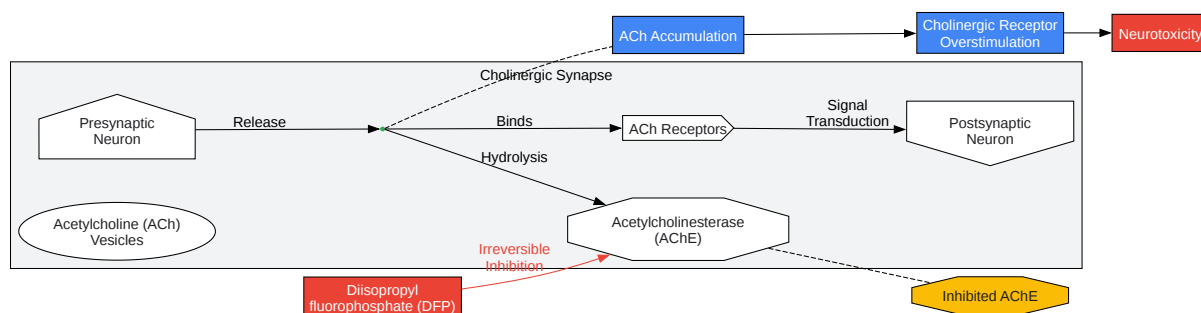 ACh Accumulation
Cholinergic Receptor
Overstimulation
Neurotoxicity
Cholinergic Synapse
Presynaptic
Neuron
Release
Binds
ACh Receptors
Signal
Transduction
Postsynaptic
Neuron
Hydrolysis
Acetylcholine (ACh)
Vesicles
Acetylcholinesterase
(AChE)
Irreversible
Inhibition
Diisopropyl
fluorophosphate (DFP)
Inhibited AChE